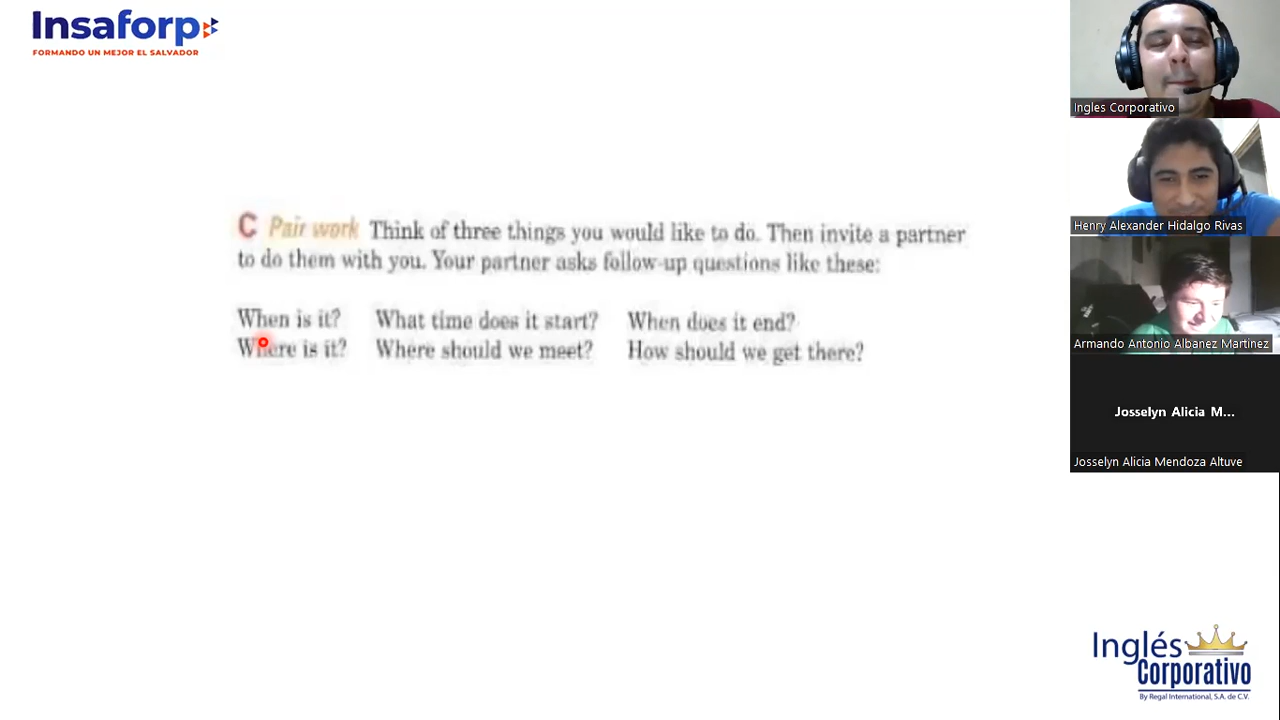 Insaforp
FORMANDO UN MEJOR EL SALVADOR
C Pair work Think of three things you would like to do. Then invite a partner
to do them with you. Your partner asks follow-up questions like these:
When is it? What time does it start? When does it end?
Where is it? Where should we meet? How should we get there?
Ingles Corporativo
Henry Alexander Hidalgo Rivas
Armando Antonio Albanez Martinez
Josselyn Alicia M...
Josselyn Alicia Mendoza Altuve
Inglés
Corporativo
By Regal International, S.A. de C.V.